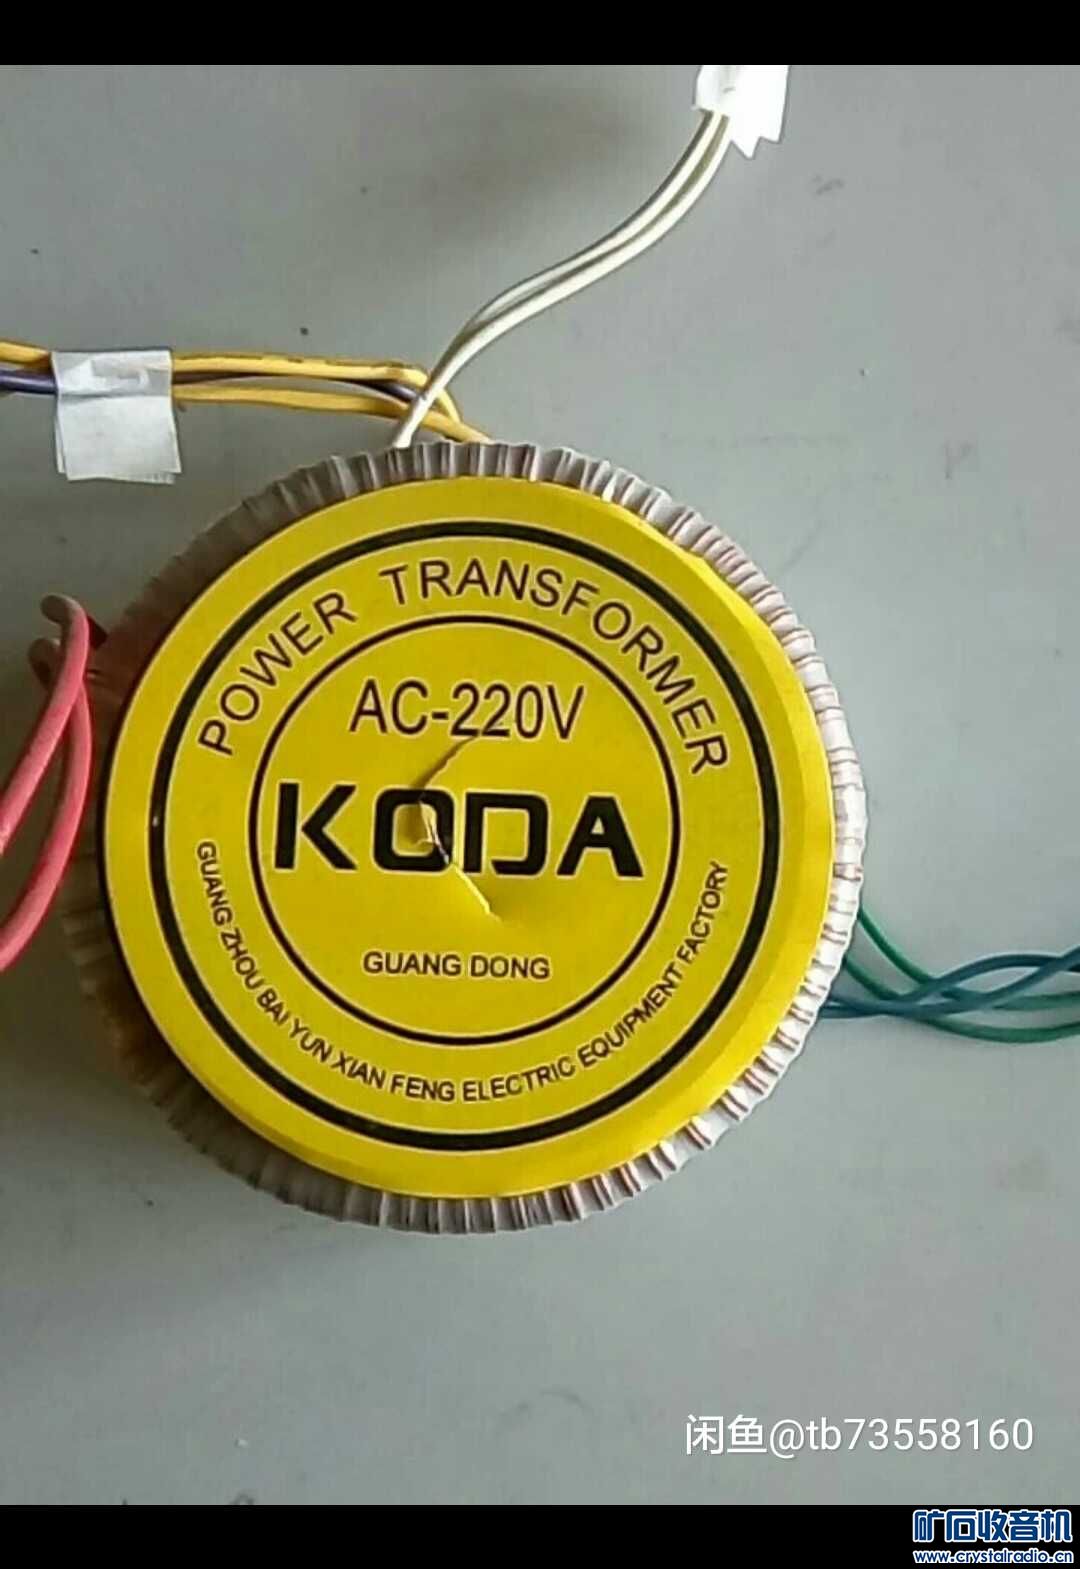 POWER TRANSFORMER
AC-220V
KODA
GUANG DONG
GUANG ZHOU BAI YUN XIAN FENG ELECTRIC EQUIPMENT FACTORY
闲鱼@tb73558160
矿石收音机
www.crystalradio.cn